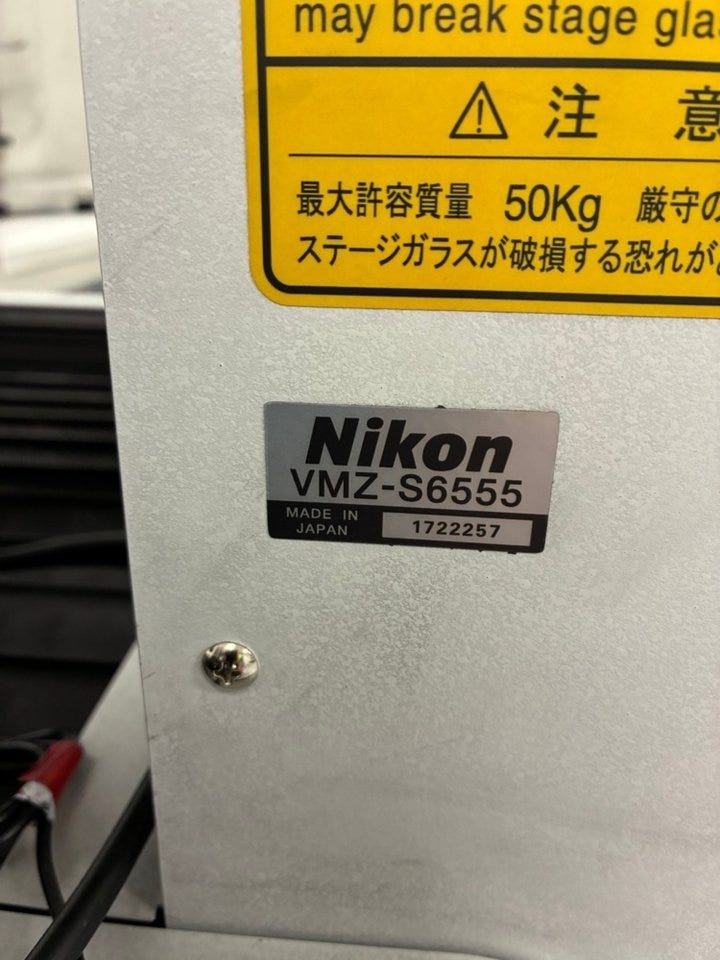 may break stage
注 意
最大許容質量 50Kg 厳守の
ステージガラスが破損する恐れが
Nikon
VMZ-S6555
MADE IN
JAPAN
1722257